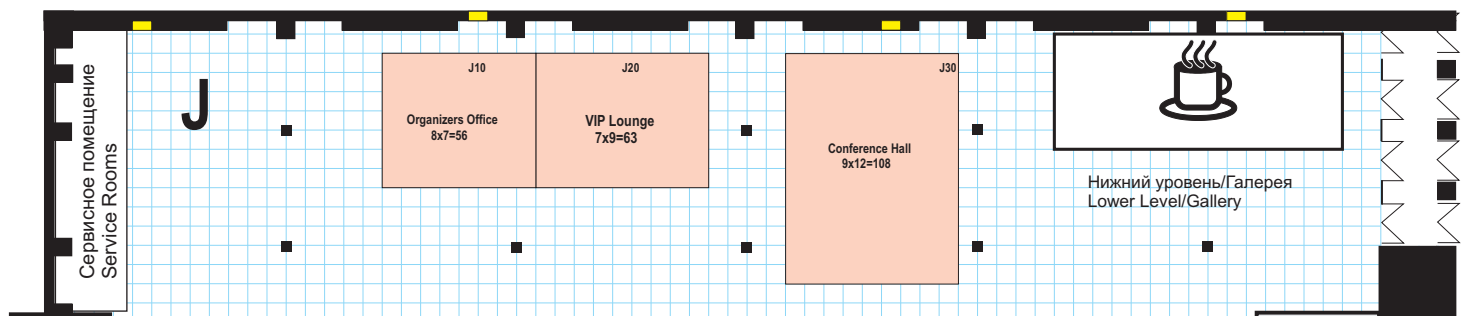 Сервисное помещение
Service Rooms
J
J10
Organizers Office
8x7=56
J20
VIP Lounge
7x9=63
J30
Conference Hall
9x12=108
Нижний уровень/Галерея
Lower Level/Gallery